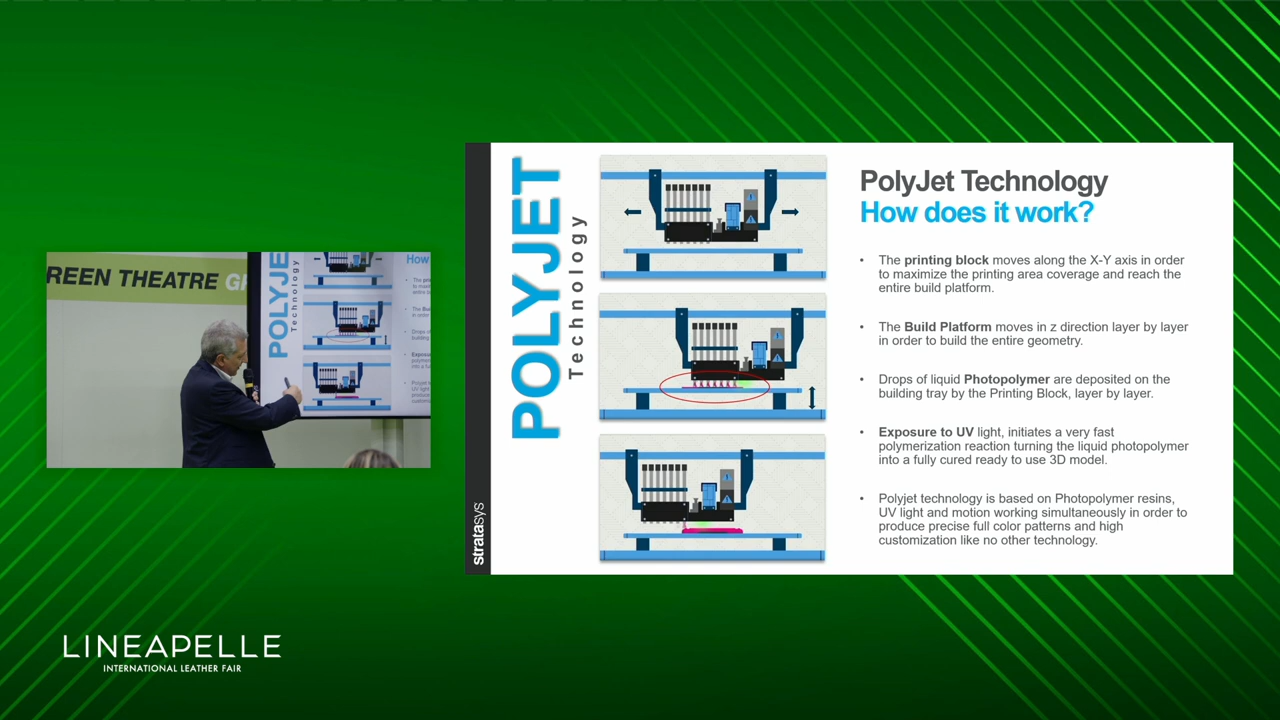 POLYJET
Technology
PolyJet Technology
How does it work?
• The printing block moves along the X-Y axis in order
to maximize the printing area coverage and reach the
entire build platform.
• The Build Platform moves in z direction layer by layer
in order to build the entire geometry.
• Drops of liquid Photopolymer are deposited on the
building tray by the Printing Block, layer by layer.
• Exposure to UV light, initiates a very fast
polymerization reaction turning the liquid photopolymer
into a fully cured ready to use 3D model.
• Polyjet technology is based on Photopolymer resins,
UV light and motion working simultaneously in order to
produce precise full color patterns and high
customization like no other technology.
stratasys
REEN THEATRE GR
POLYJE
Technology
How
LINEAPELLE
INTERNATIONAL LEATHER FAIR